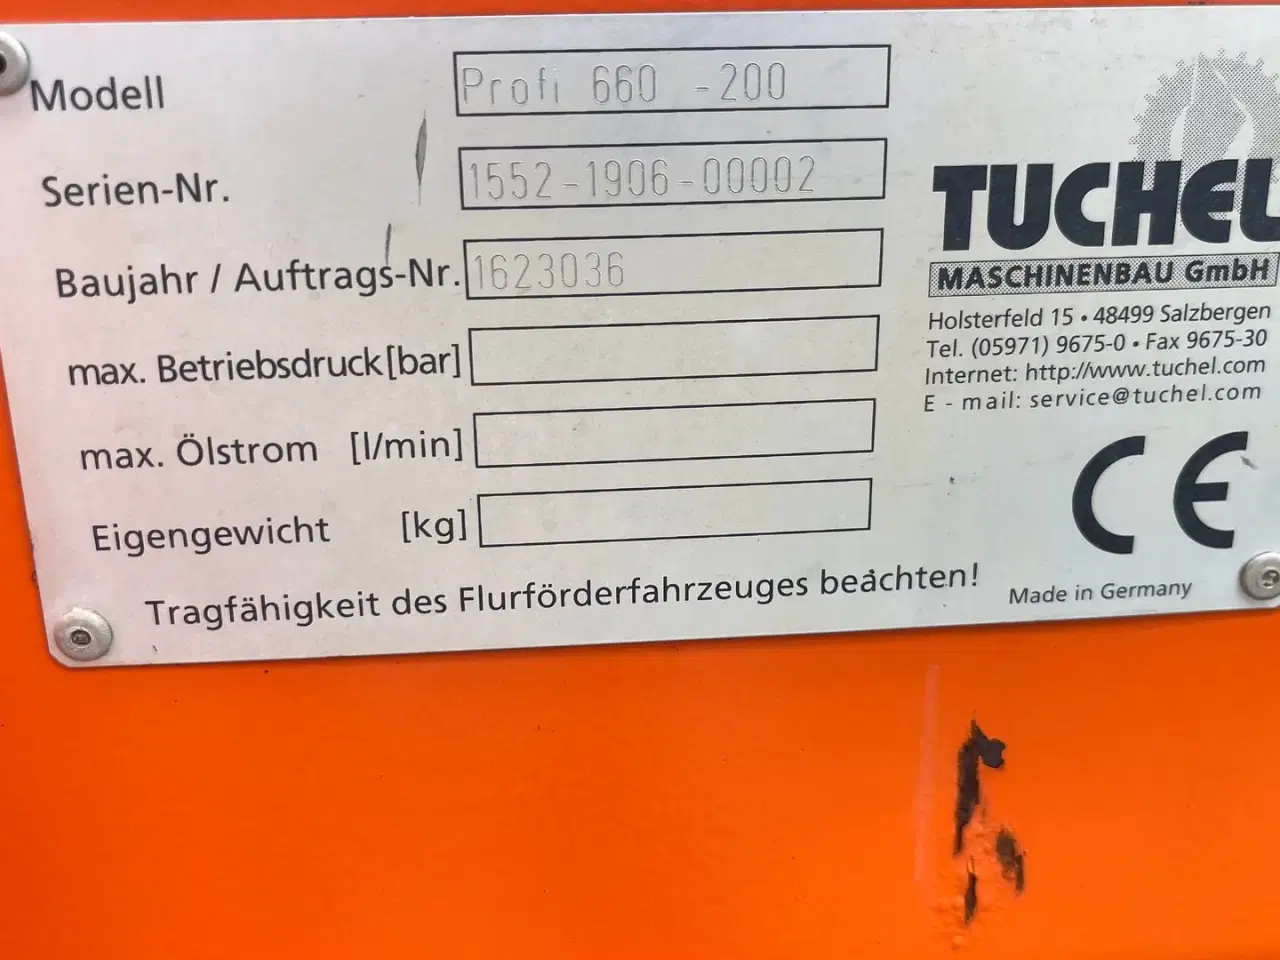 Modell Profi 660 -200
Serien-Nr. 1552-1906-00002
Baujahr / Auftrags-Nr. 1623036
max. Betriebsdruck [bar]
max. Ölstrom [l/min]
Eigengewicht [kg]
Tragfähigkeit des Flurförderfahrzeuges beachten!
TUCHEL
MASCHINENBAU GmbH
Holsterfeld 15 • 48499 Salzbergen
Tel. (05971) 9675-0 • Fax 9675-30
Internet: http://www.tuchel.com
E - mail: service@tuchel.com
CE
Made in Germany